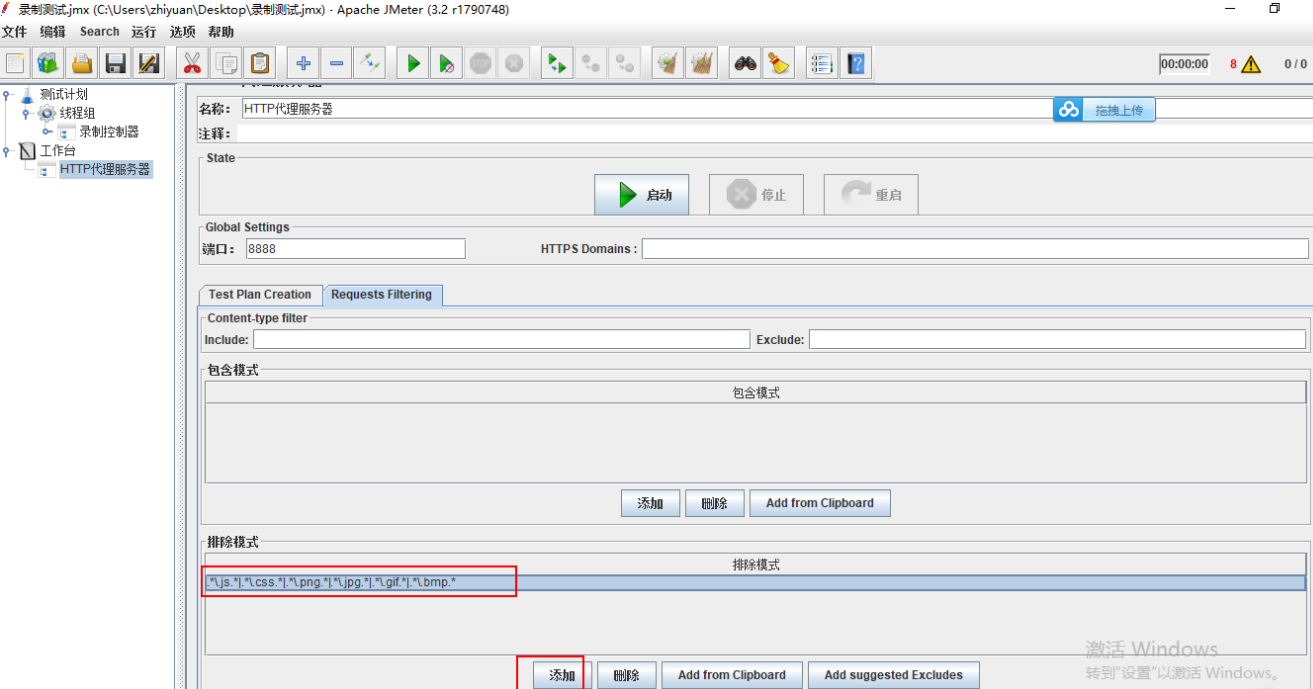 录制测试.jmx (C:\Users\zhiyuan\Desktop\录制测试.jmx) - Apache JMeter (3.2 r1790748)
文件 编辑 Search 运行 选项 帮助
00:00:00 8 0 / 0
测试计划
线程组
录制控制器
工作台
HTTP代理服务器
名称: HTTP代理服务器
拖拽上传
注释:
State
启动 停止 重启
Global Settings
端口: 8888 HTTPS Domains :
Test Plan Creation Requests Filtering
Content-type filter
Include: Exclude:
包含模式
包含模式
添加 删除 Add from Clipboard
排除模式
排除模式
.*\.js.*|.*\.css.*|.*\.png.*|.*\.jpg.*|.*\.gif.*|.*\.bmp.*
激活 Windows
转到"设置"以激活 Windows。
添加 删除 Add from Clipboard Add suggested Excludes